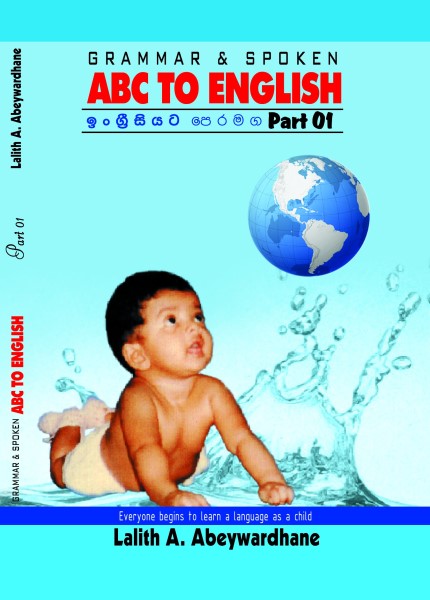 GRAMMAR & SPOKEN
ABC TO ENGLISH
ඉංග්‍රීසියට පෙරමග Part 01
Everyone begins to learn a language as a child
Lalith A. Abeywardhane
Lalith A. Abeywardhane
Part 01
GRAMMAR & SPOKEN ABC TO ENGLISH